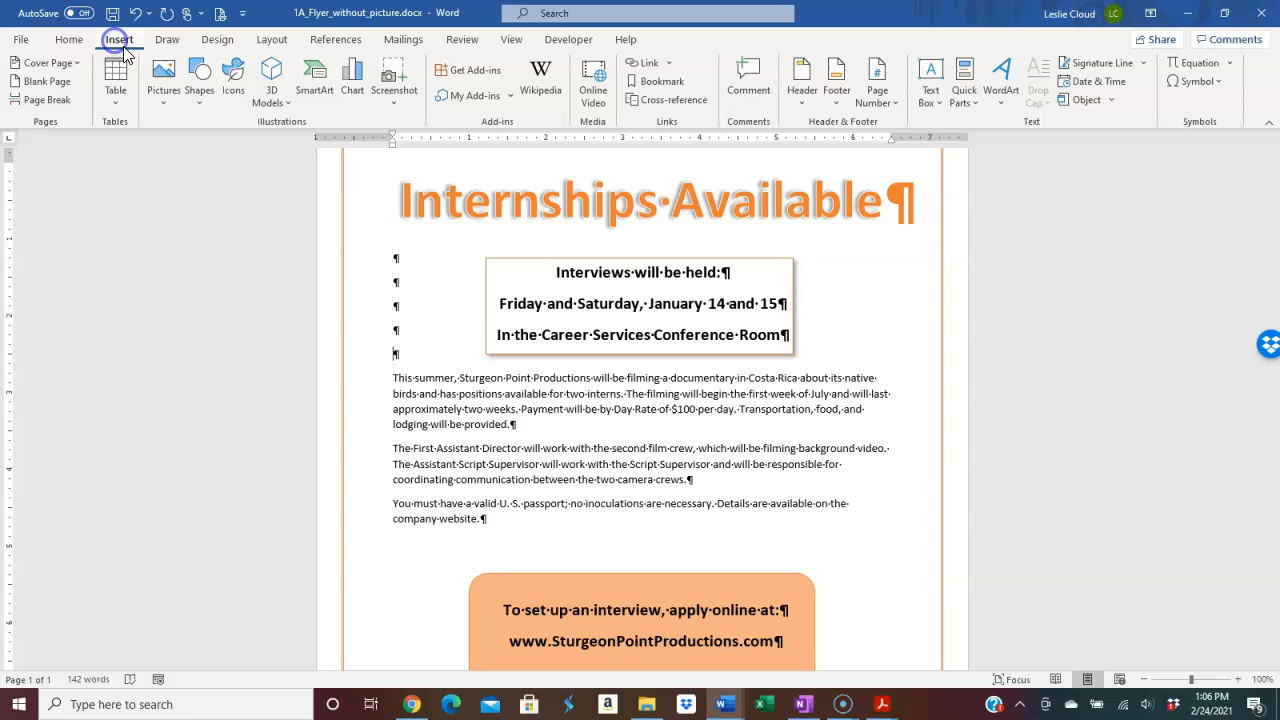 AutoSave Off 1A_Flyer_without_picture.docx - Word Search Leslie Cloud LC
File Home Insert Draw Design Layout References Mailings Review View Developer Help Share Comments
Cover Page
Blank Page
Page Break
Pages
Table
Tables
Pictures Shapes Icons 3D Models SmartArt Chart Screenshot
Illustrations
Get Add-ins
My Add-ins
Wikipedia
Add-ins
Online Video
Media
Link
Bookmark
Cross-reference
Links
Comment
Comments
Header Footer Page Number
Header & Footer
Text Box Quick Parts WordArt Drop Cap
Signature Line
Date & Time
Object
Text
Equation
Symbol
Symbols
1 1 2 3 4 5 6 7
Internships·Available¶
¶
¶
¶
¶
¶
Interviews·will·be·held:¶
Friday·and·Saturday,·January·14·and·15¶
In·the·Career·Services·Conference·Room¶
This·summer,·Sturgeon·Point·Productions·will·be·filming·a·documentary·in·Costa·Rica·about·its·native·
birds·and·has·positions·available·for·two·interns.·The·filming·will·begin·the·first·week·of·July·and·will·last·
approximately·two·weeks.·Payment·will·be·by·Day·Rate·of·$100·per·day.·Transportation,·food,·and·
lodging·will·be·provided.¶
The·First·Assistant·Director·will·work·with·the·second·film·crew,·which·will·be·filming·background·video.·
The·Assistant·Script·Supervisor·will·work·with·the·Script·Supervisor·and·will·be·responsible·for·
coordinating·communication·between·the·two·camera·crews.¶
You·must·have·a·valid·U.·S.·passport;·no·inoculations·are·necessary.·Details·are·available·on·the·
company·website.¶
To·set·up·an·interview,·apply·online·at:¶
www.SturgeonPointProductions.com¶
Page 1 of 1 142 words Focus 100%
Type here to search
1:06 PM
2/24/2021